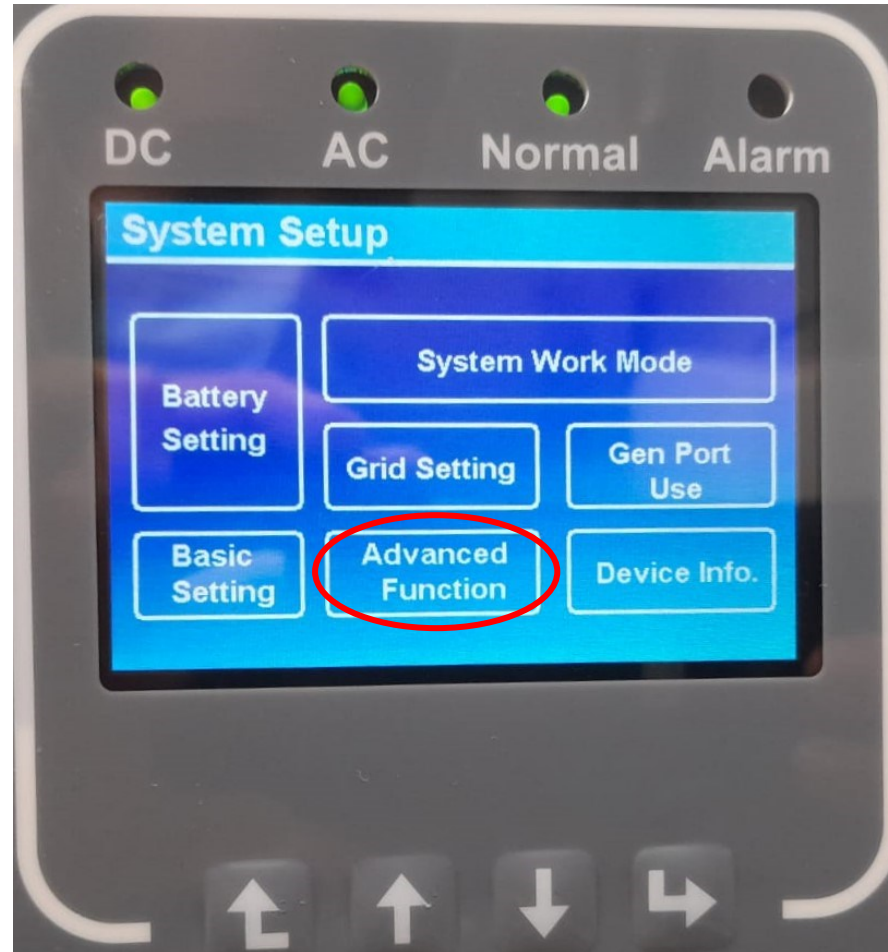 DC AC Normal Alarm
System Setup
Battery
Setting
System Work Mode
Grid Setting
Gen Port
Use
Basic
Setting
Advanced
Function
Device Info.